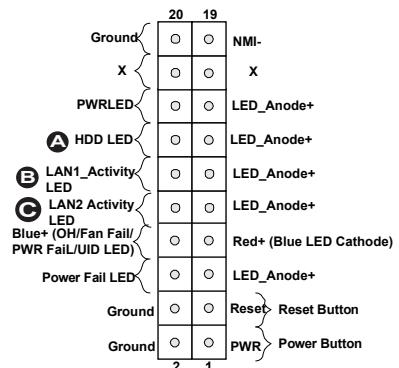 20 19
Ground NMI-
X X
PWRLED LED_Anode+
A HDD LED LED_Anode+
B LAN1_Activity LED LED_Anode+
C LAN2 Activity LED LED_Anode+
Blue+ (OH/Fan Fail/
PWR FaiL/UID LED) Red+ (Blue LED Cathode)
Power Fail LED LED_Anode+
Ground Reset Reset Button
Ground PWR Power Button
2 1